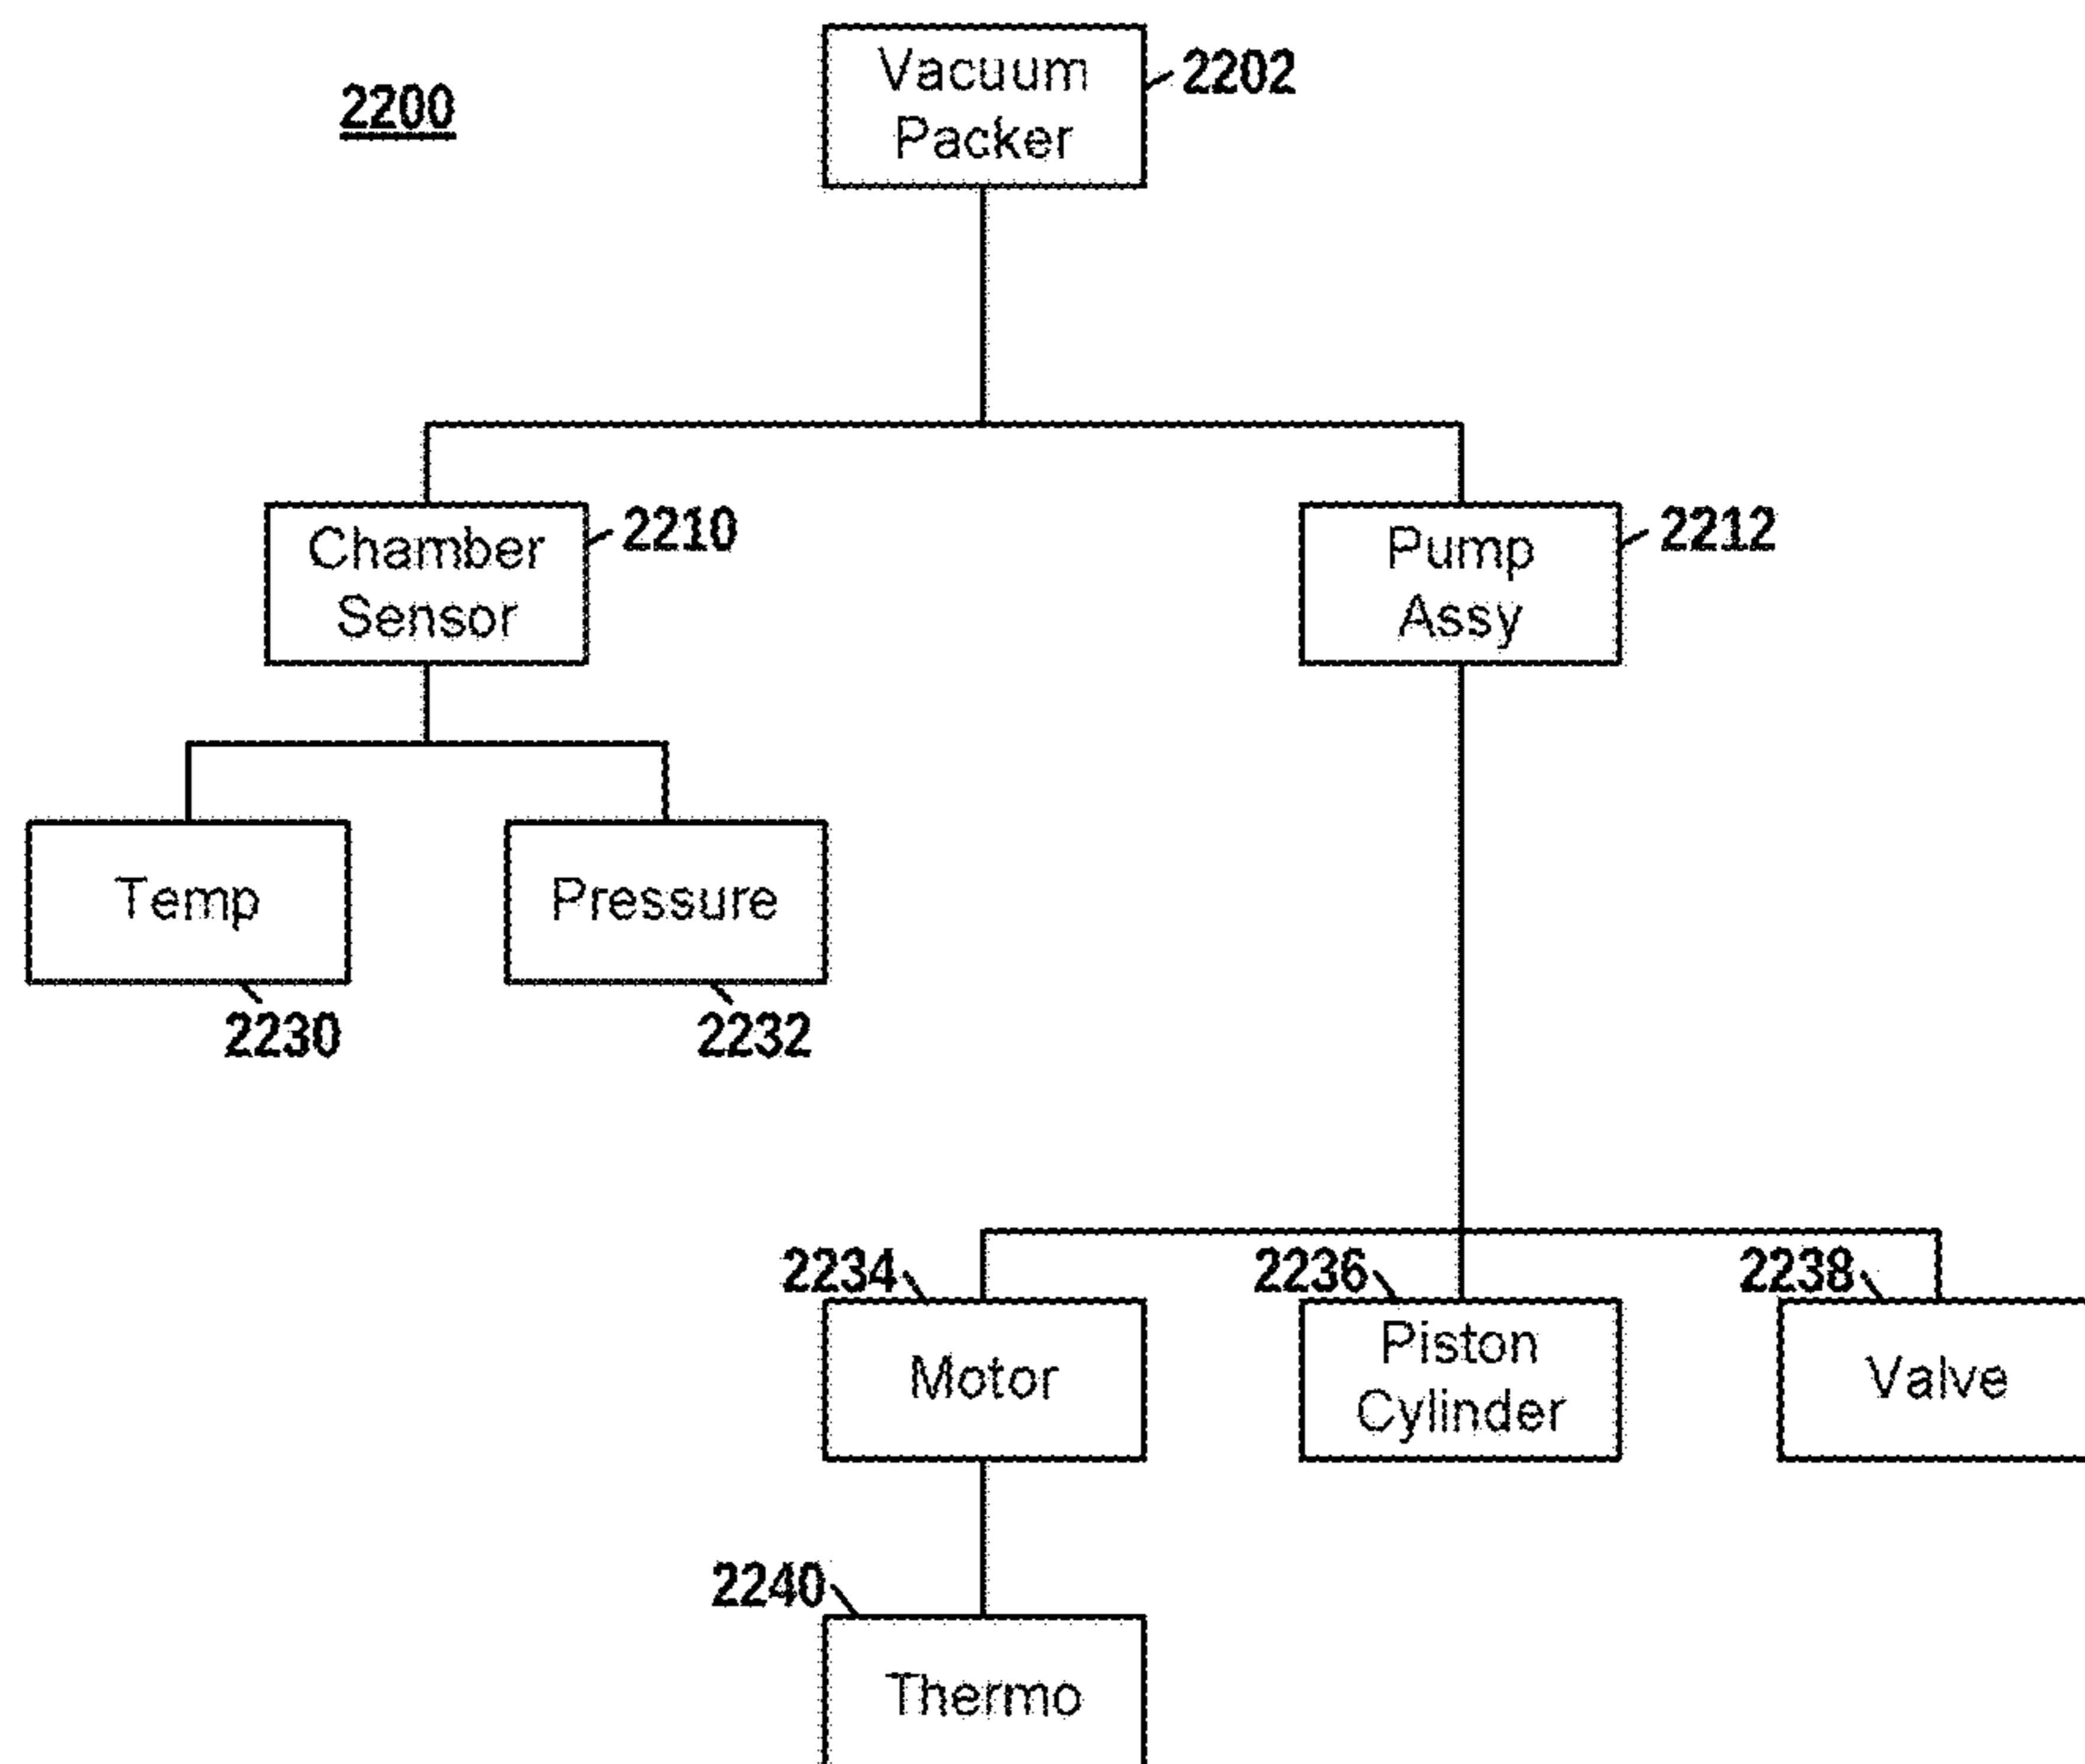 2200
Vacuum
Packer
2202
Chamber
Sensor
2210
Pump
Assy
2212
Temp
2230
Pressure
2232
2234
Motor
2236
Piston
Cylinder
2238
Valve
2240
Thermo